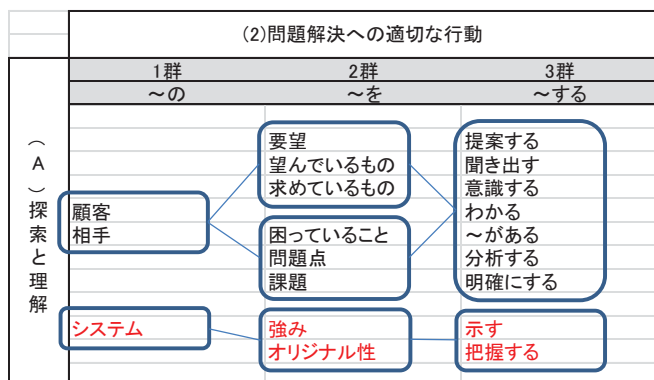 (2)問題解決への適切な行動
1群 2群 3群
～の ～を ～する
(A)探索と理解
顧客
相手
要望
望んでいるもの
求めているもの
困っていること
問題点
課題
提案する
聞き出す
意識する
わかる
～がある
分析する
明確にする
システム
強み
オリジナル性
示す
把握する